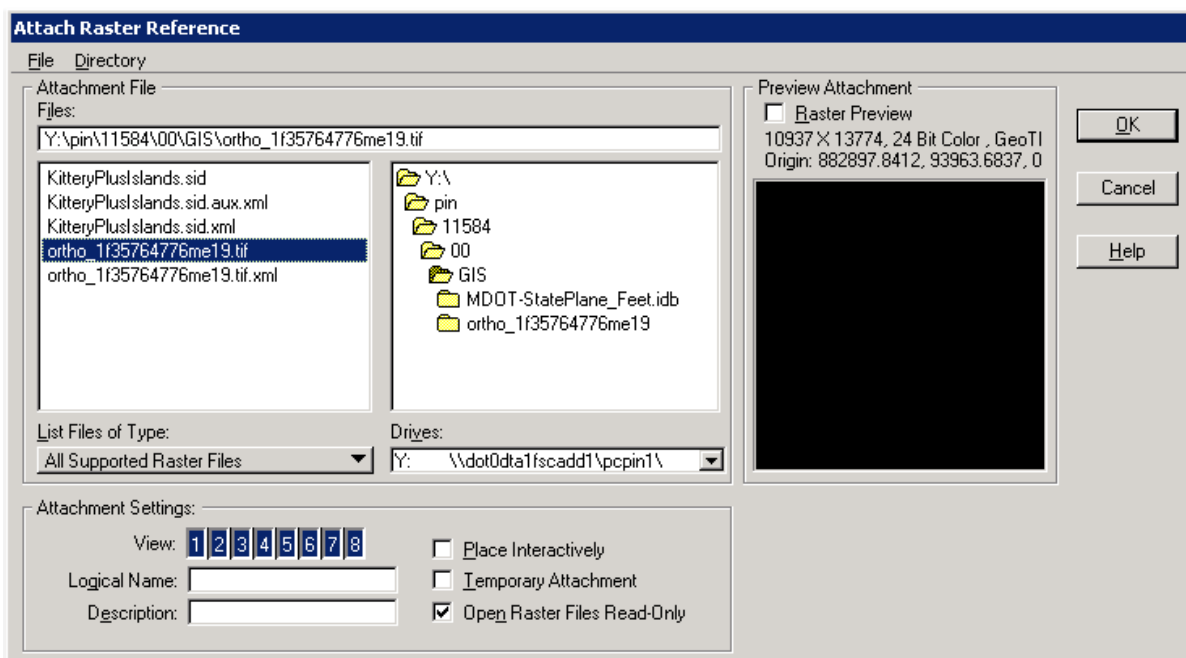 Attach Raster Reference
File Directory
Attachment File
Files:
Y:\pin\11584\00\GIS\ortho_1f35764776me19.tif
KitteryPlusIslands.sid
KitteryPlusIslands.sid.aux.xml
KitteryPlusIslands.sid.xml
ortho_1f35764776me19.tif
ortho_1f35764776me19.tif.xml
Y:\
pin
11584
00
GIS
MDOT-StatePlane_Feet.idb
ortho_1f35764776me19
List Files of Type:
All Supported Raster Files
Drives:
Y: \\dot0dta1fscadd1\pcpin1\
Preview Attachment
Raster Preview
10937 X 13774, 24 Bit Color , GeoTI
Origin: 882897.8412, 93963.6837, 0
OK
Cancel
Help
Attachment Settings:
View: 1 2 3 4 5 6 7 8
Logical Name:
Description:
Place Interactively
Temporary Attachment
Open Raster Files Read-Only